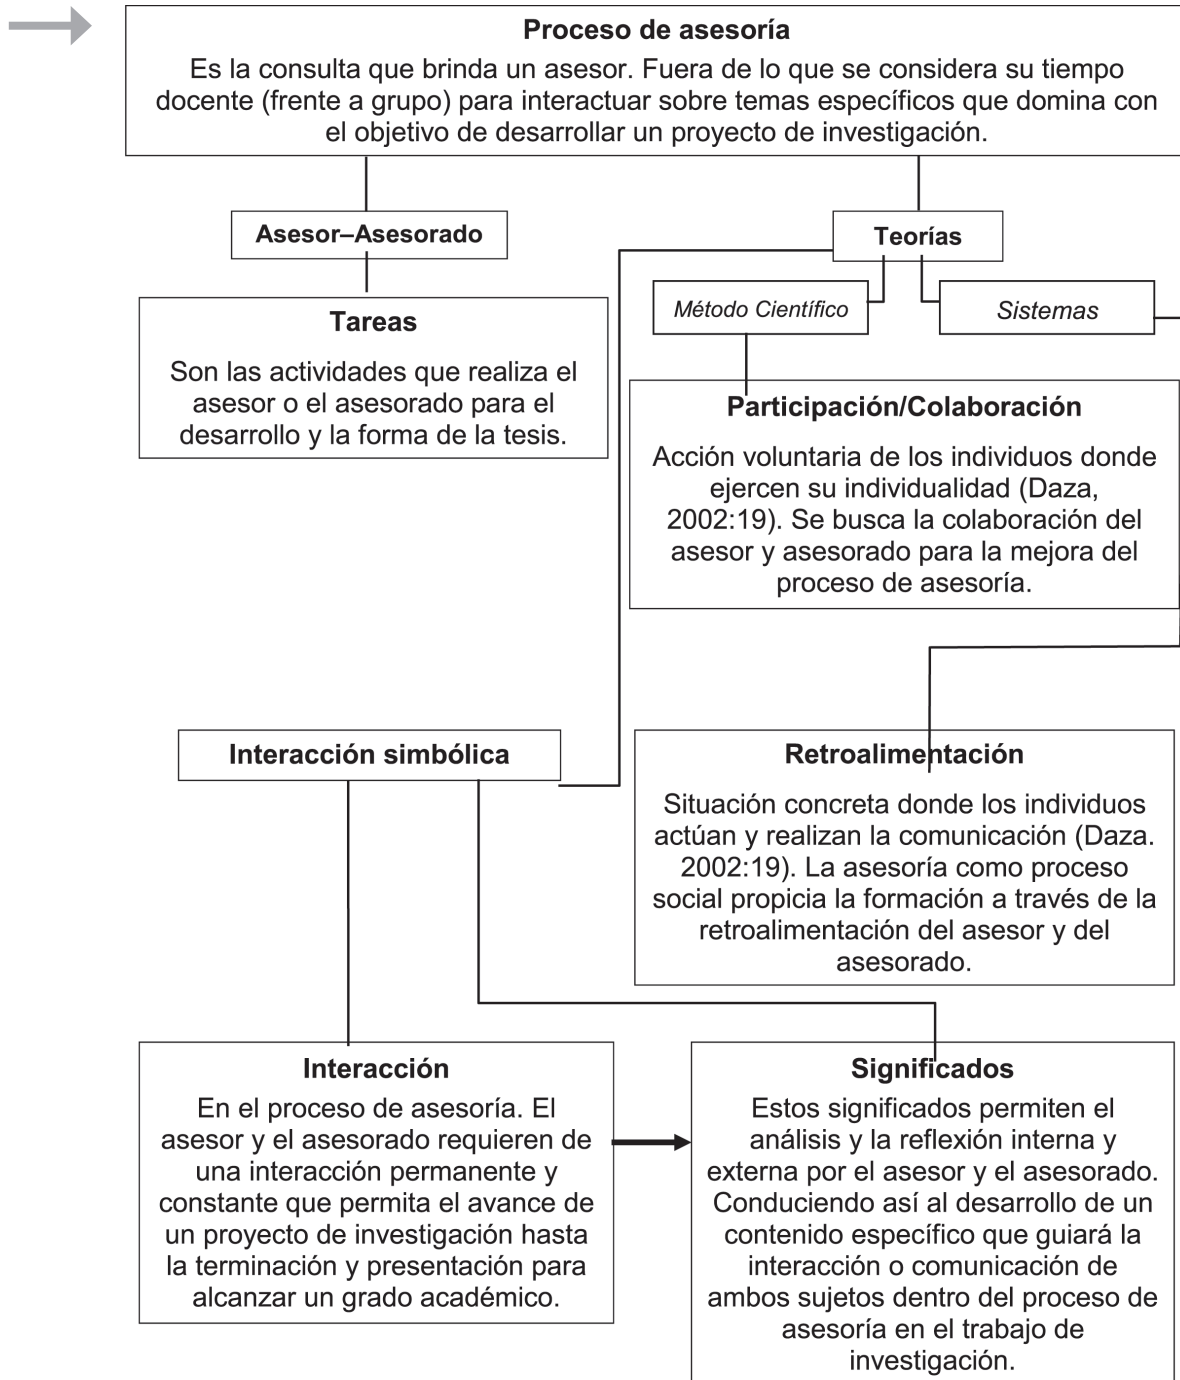 Proceso de asesoría
Es la consulta que brinda un asesor. Fuera de lo que se considera su tiempo
docente (frente a grupo) para interactuar sobre temas específicos que domina con
el objetivo de desarrollar un proyecto de investigación.
Asesor–Asesorado
Teorías
Método Científico
Sistemas
Tareas
Son las actividades que realiza el
asesor o el asesorado para el
desarrollo y la forma de la tesis.
Participación/Colaboración
Acción voluntaria de los individuos donde
ejercen su individualidad (Daza,
2002:19). Se busca la colaboración del
asesor y asesorado para la mejora del
proceso de asesoría.
Interacción simbólica
Retroalimentación
Situación concreta donde los individuos
actúan y realizan la comunicación (Daza.
2002:19). La asesoría como proceso
social propicia la formación a través de la
retroalimentación del asesor y del
asesorado.
Interacción
En el proceso de asesoría. El
asesor y el asesorado requieren de
una interacción permanente y
constante que permita el avance de
un proyecto de investigación hasta
la terminación y presentación para
alcanzar un grado académico.
Significados
Estos significados permiten el
análisis y la reflexión interna y
externa por el asesor y el asesorado.
Conduciendo así al desarrollo de un
contenido específico que guiará la
interacción o comunicación de
ambos sujetos dentro del proceso de
asesoría en el trabajo de
investigación.